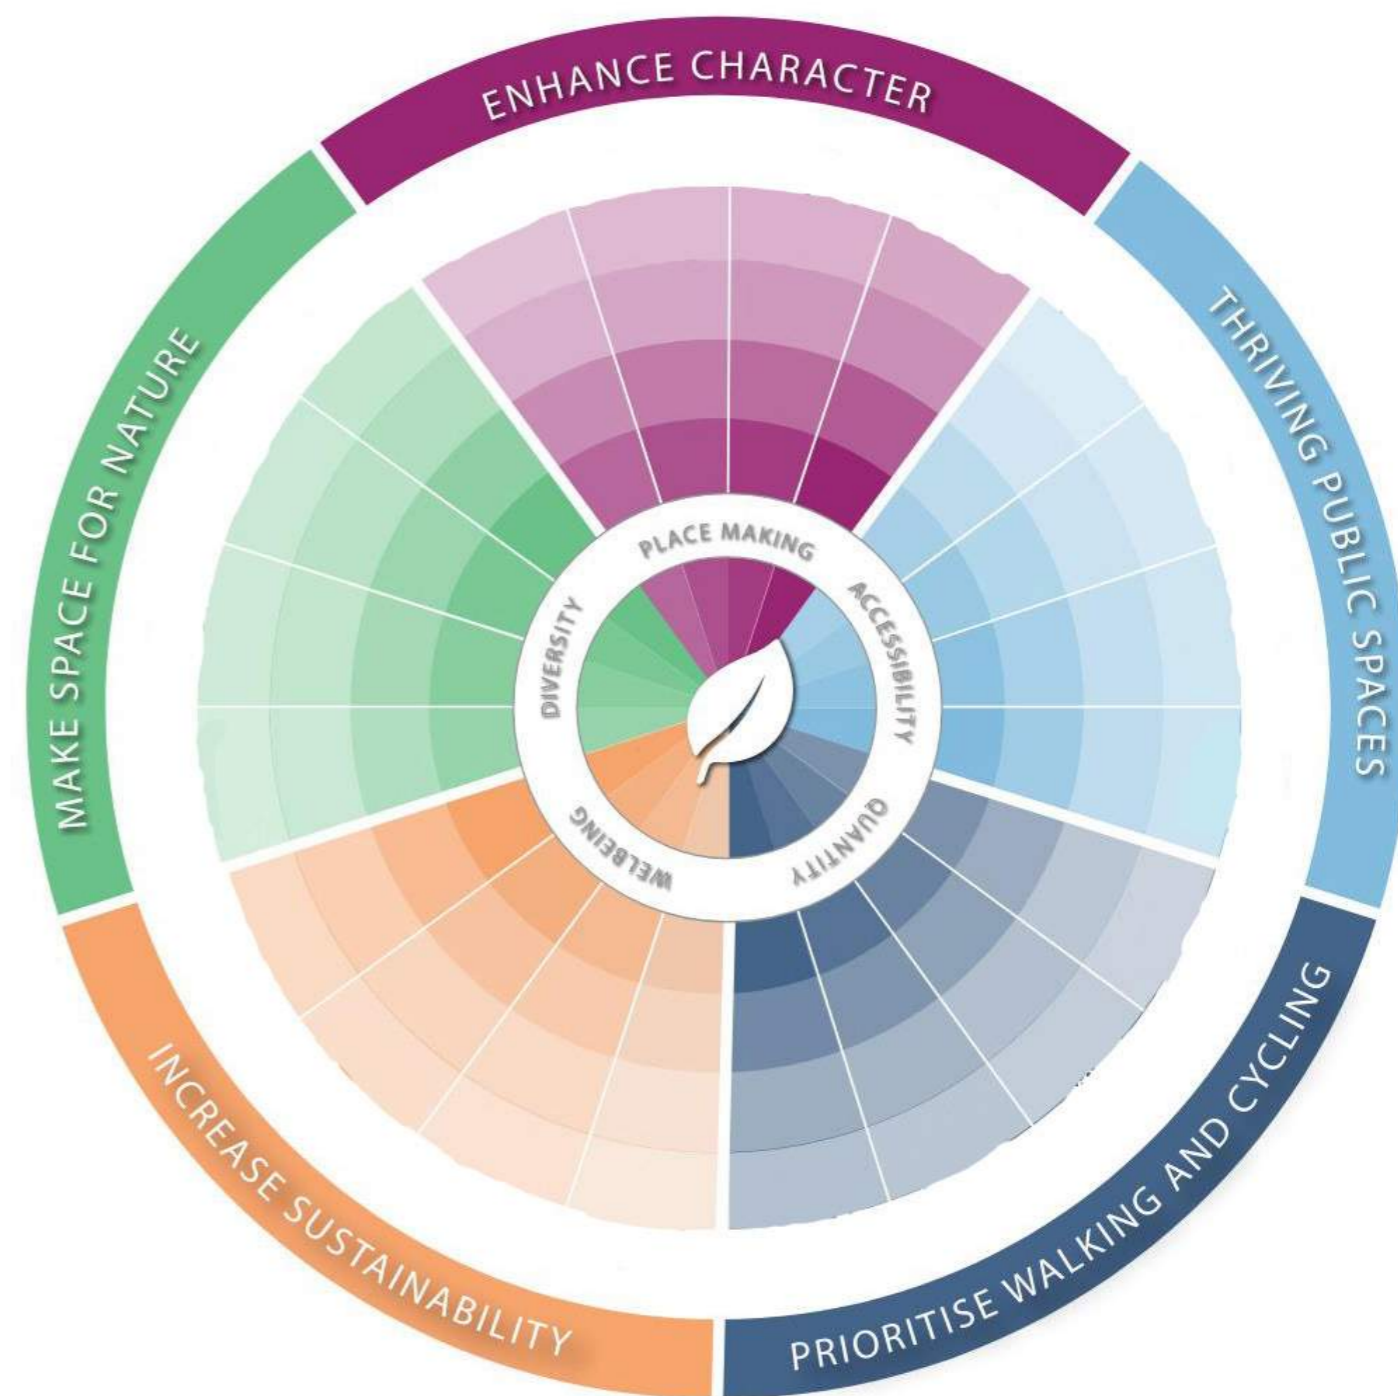 ENHANCE CHARACTER
THRIVING PUBLIC SPACES
PRIORITISE WALKING AND CYCLING
INCREASE SUSTAINABILITY
MAKE SPACE FOR NATURE
PLACE MAKING
ACCESSIBILITY
QUANTITY
WELBEING
DIVERSITY